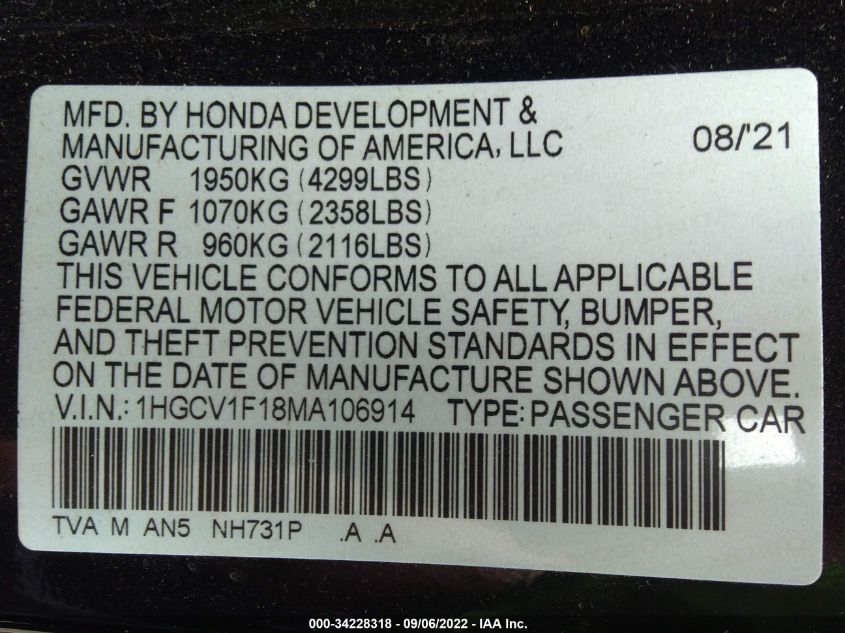 MFD. BY HONDA DEVELOPMENT &
MANUFACTURING OF AMERICA, LLC 08/'21
GVWR 1950KG (4299LBS)
GAWR F 1070KG (2358LBS)
GAWR R 960KG (2116LBS)
THIS VEHICLE CONFORMS TO ALL APPLICABLE
FEDERAL MOTOR VEHICLE SAFETY, BUMPER,
AND THEFT PREVENTION STANDARDS IN EFFECT
ON THE DATE OF MANUFACTURE SHOWN ABOVE.
V.I.N.: 1HGCV1F18MA106914 TYPE: PASSENGER CAR
TVA M AN5 NH731P .A .A
000-34228318 - 09/06/2022 - IAA Inc.